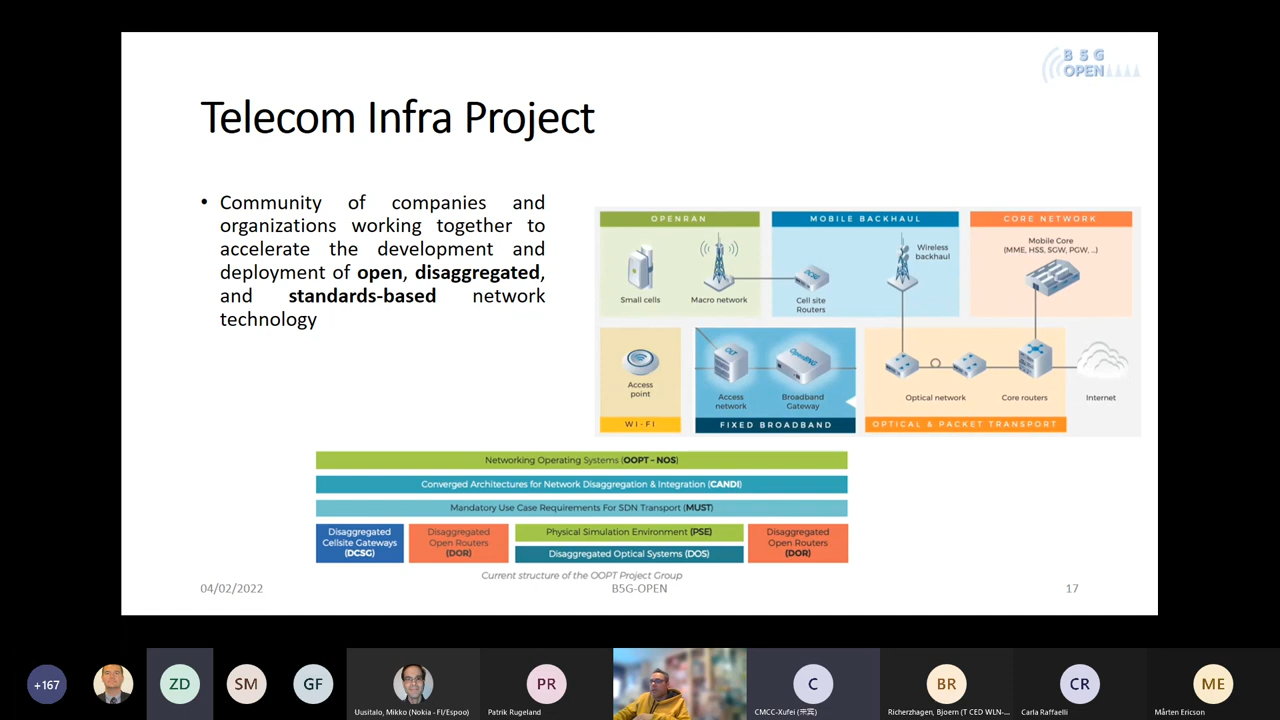 B 5 G
OPEN
Telecom Infra Project
• Community of companies and
organizations working together to
accelerate the development and
deployment of open, disaggregated,
and standards-based network
technology
OPENRAN
MOBILE BACKHAUL
CORE NETWORK
Small cells
Macro network
Cell site
Routers
Wireless
backhaul
Mobile Core
(MME, HSS, SGW, PGW, ..)
Access
point
WI-FI
OLT
OpenBNG
Access
network
Broadband
Gateway
FIXED BROADBAND
Optical network
Core routers
OPTICAL & PACKET TRANSPORT
Internet
Networking Operating Systems (OOPT – NOS)
Converged Architectures for Network Disaggregation & Integration (CANDI)
Mandatory Use Case Requirements For SDN Transport (MUST)
Disaggregated
Cellsite Gateways
(DCSG)
Disaggregated
Open Routers
(DOR)
Physical Simulation Environment (PSE)
Disaggregated Optical Systems (DOS)
Disaggregated
Open Routers
(DOR)
Current structure of the OOPT Project Group
04/02/2022
B5G-OPEN
17
+167
ZD
SM
GF
Uusitalo, Mikko (Nokia - FI/Espoo)
PR
Patrik Rugeland
C
CMCC-Xufei
BR
Richerzhagen, Bjoern (T CED WLN-...
CR
Carla Raffaelli
ME
Mårten Ericson